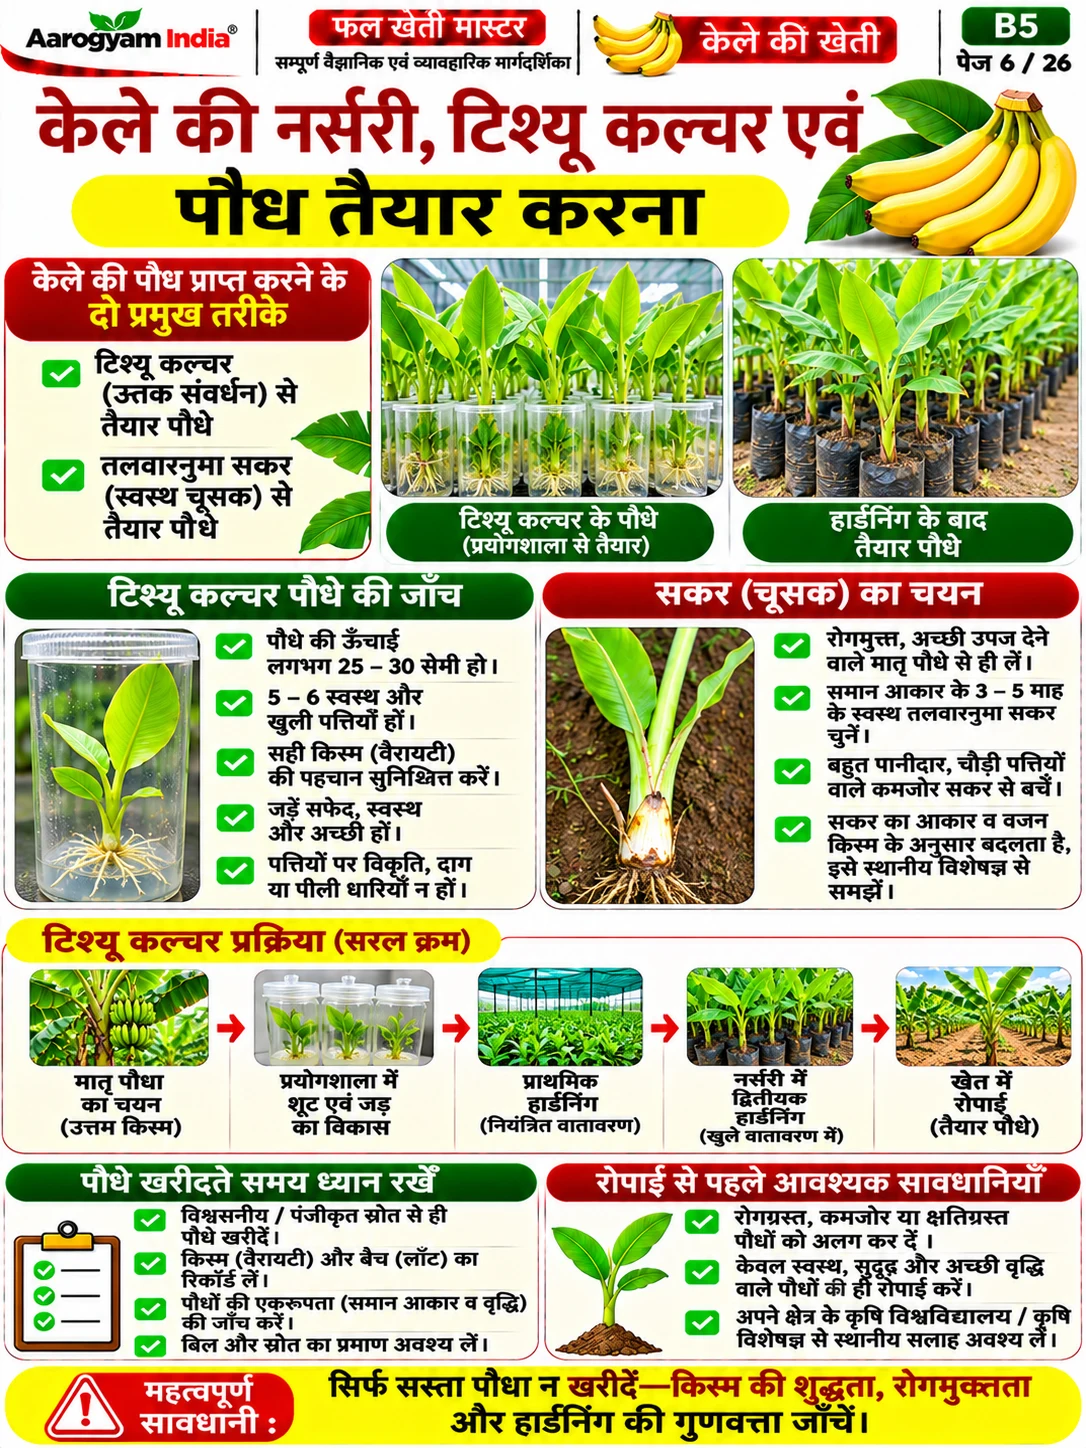 Aarogyam India®
फल खेती मास्टर
सम्पूर्ण वैज्ञानिक एवं व्यावहारिक मार्गदर्शिका
केले की खेती
B5
पेज 6 / 26
केले की नर्सरी, टिश्यू कल्चर एवं
पौध तैयार करना
केले की पौध प्राप्त करने के
दो प्रमुख तरीके
टिश्यू कल्चर
(उत्तक संवर्धन) से
तैयार पौधे
तलवारनुमा सकर
(स्वस्थ चूसक) से
तैयार पौधे
टिश्यू कल्चर के पौधे
(प्रयोगशाला से तैयार)
हार्डनिंग के बाद
तैयार पौधे
टिश्यू कल्चर पौधे की जाँच
पौधे की ऊँचाई
लगभग 25 – 30 सेमी हो।
5 – 6 स्वस्थ और
खुली पत्तियाँ हों।
सही किस्म (वैरायटी)
की पहचान सुनिश्चित करें।
जड़ें सफेद, स्वस्थ
और अच्छी हों।
पत्तियों पर विकृति, दाग
या पीली धारियाँ न हों।
सकर (चूसक) का चयन
रोगमुक्त, अच्छी उपज देने
वाले मातृ पौधे से ही लें।
समान आकार के 3 – 5 माह
के स्वस्थ तलवारनुमा सकर
चुनें।
बहुत पानीदार, चौड़ी पत्तियों
वाले कमजोर सकर से बचें।
सकर का आकार व वजन
किस्म के अनुसार बदलता है,
इसे स्थानीय विशेषज्ञ से
समझें।
टिश्यू कल्चर प्रक्रिया (सरल क्रम)
मातृ पौधा
का चयन
(उत्तम किस्म)
प्रयोगशाला में
शूट एवं जड़
का विकास
प्राथमिक
हार्डनिंग
(नियंत्रित वातावरण)
नर्सरी में
द्वितीयक
हार्डनिंग
(खुले वातावरण में)
खेत में
रोपाई
(तैयार पौधे)
पौधे खरीदते समय ध्यान रखें
विश्वसनीय / पंजीकृत स्रोत से ही
पौधे खरीदें।
किस्म (वैरायटी) और बैच (लॉट) का
रिकॉर्ड लें।
पौधों की एकरूपता (समान आकार व वृद्धि)
की जाँच करें।
बिल और स्रोत का प्रमाण अवश्य लें।
रोपाई से पहले आवश्यक सावधानियाँ
रोगग्रस्त, कमजोर या क्षतिग्रस्त
पौधों को अलग कर दें ।
केवल स्वस्थ, सुदृढ़ और अच्छी वृद्धि
वाले पौधों की ही रोपाई करें।
अपने क्षेत्र के कृषि विश्वविद्यालय / कृषि
विशेषज्ञ से स्थानीय सलाह अवश्य लें।
महत्वपूर्ण
सावधानी :
सिर्फ सस्ता पौधा न खरीदें—किस्म की शुद्धता, रोगमुक्तता
और हार्डनिंग की गुणवत्ता जाँचें।